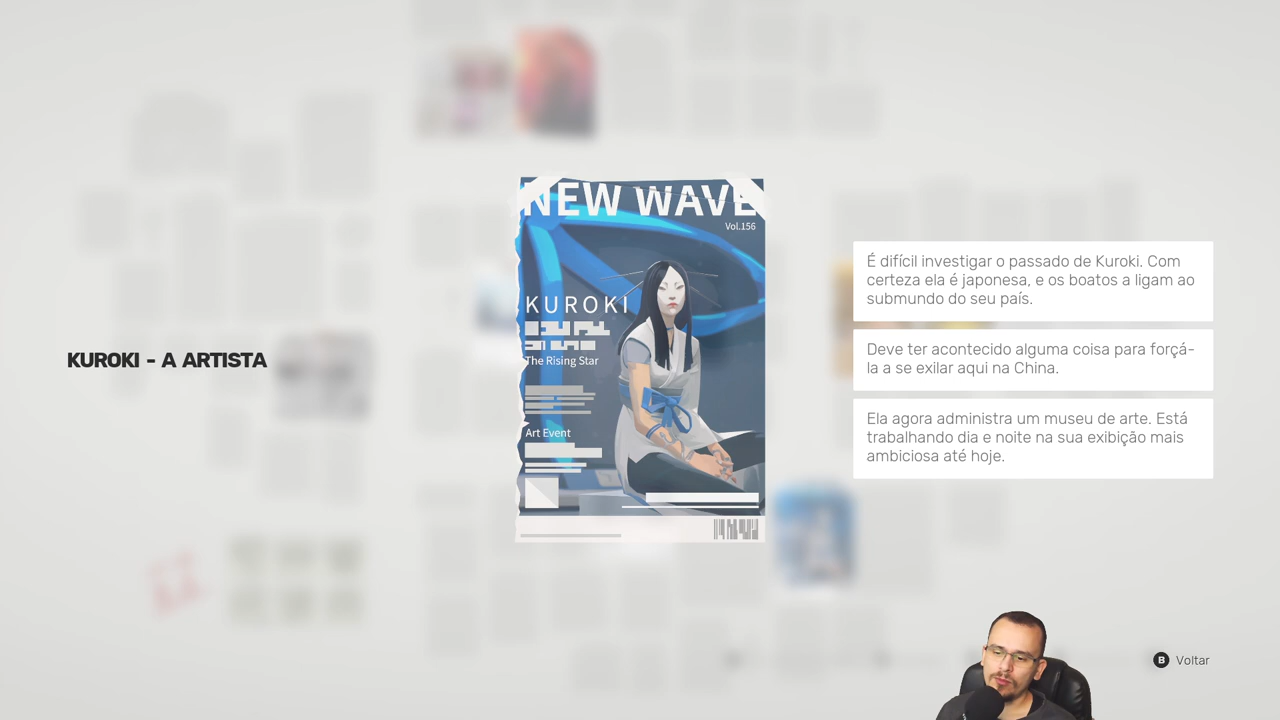 NEW WAVE
Vol.156
KUROKI
The Rising Star
Art Event
KUROKI - A ARTISTA
É difícil investigar o passado de Kuroki. Com
certeza ela é japonesa, e os boatos a ligam ao
submundo do seu país.
Deve ter acontecido alguma coisa para forçá-
la a se exilar aqui na China.
Ela agora administra um museu de arte. Está
trabalhando dia e noite na sua exibição mais
ambiciosa até hoje.
B Voltar